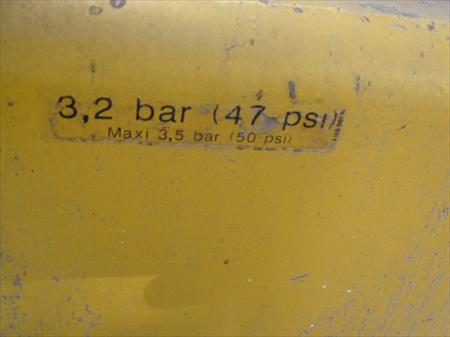 3,2 bar (47 psi)
Maxi 3,5 bar (50 psi)